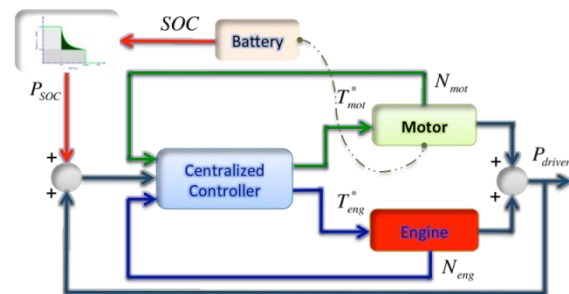 SOC
Battery
P_SOC
T*_mot
N_mot
Motor
P_driver
+
+
+
+
Centralized
Controller
T*_eng
Engine
N_eng